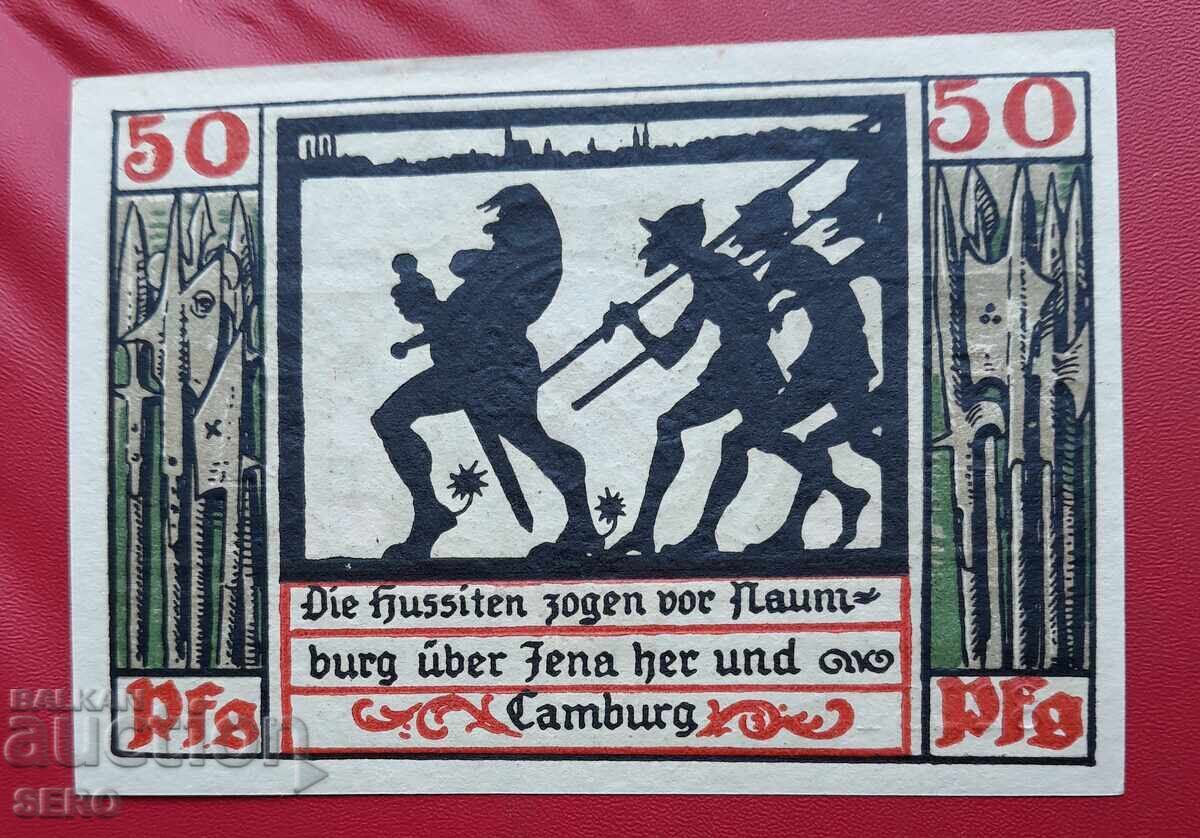 50
50
Die Hussiten zogen vor Naum=
burg über Jena her und
Camburg
Pfg
Pfg
BALKAN
auction
SERO